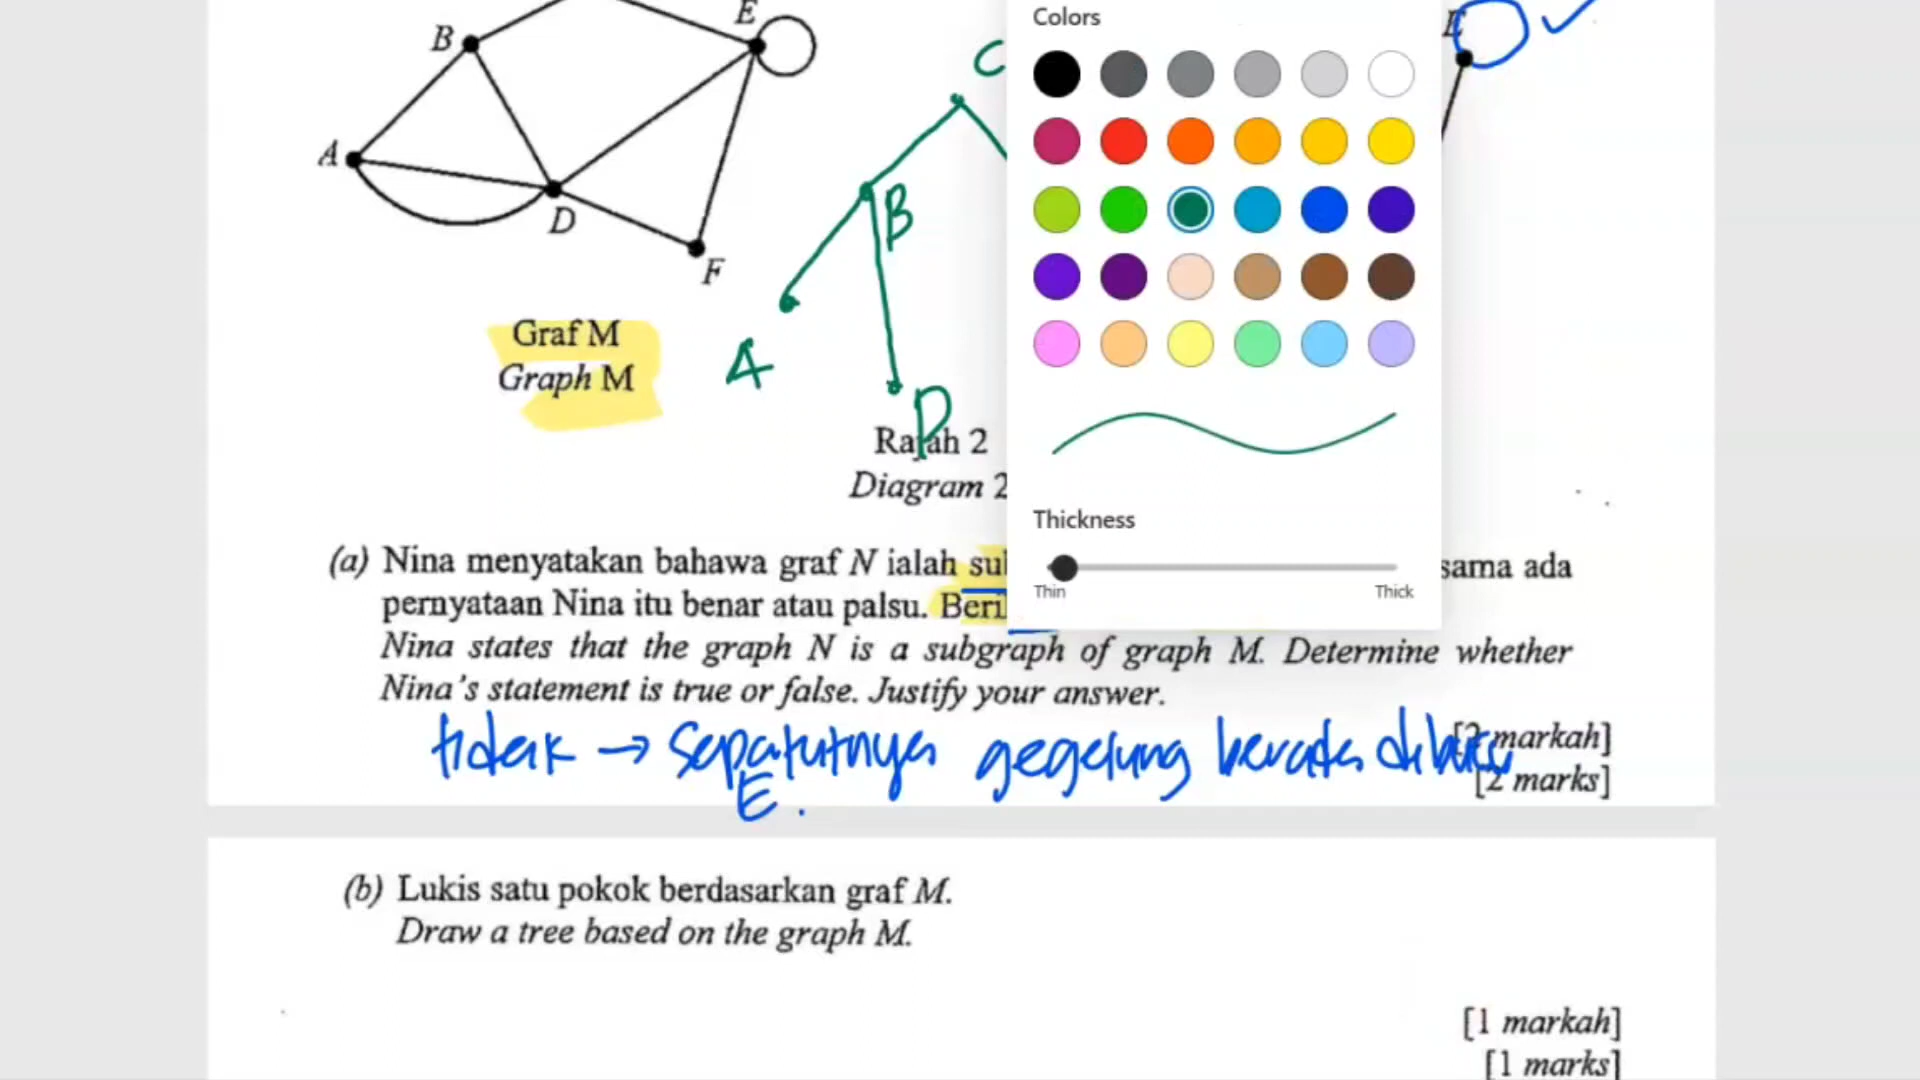 E
Colors
E
B
C
A
B
D
F
Graf M
Graph M
A
D
Rajah 2
Diagram 2
Thickness
Thin Thick
(a) Nina menyatakan bahawa graf N ialah sama ada
pernyataan Nina itu benar atau palsu.
Nina states that the graph N is a subgraph of graph M. Determine whether
Nina's statement is true or false. Justify your answer.
tidak → sepatutnya gegelung berada
E.
[2 markah]
[2 marks]
(b) Lukis satu pokok berdasarkan graf M.
Draw a tree based on the graph M.
[1 markah]
[1 marks]